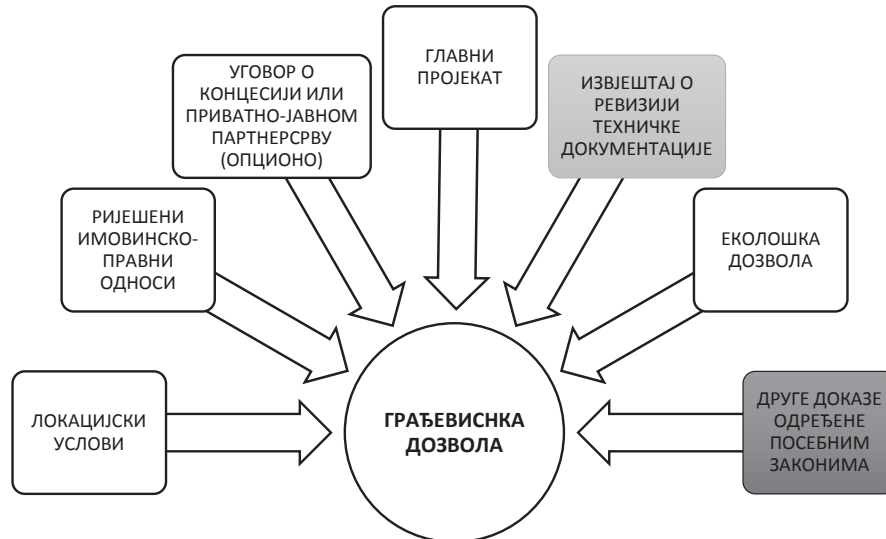 ГЛАВНИ
ПРОЈЕКАТ
УГОВОР О
КОНЦЕСИЈИ ИЛИ
ПРИВАТНО-ЈАВНОМ
ПАРТНЕРСРВУ
(ОПЦИОНО)
ИЗВЈЕШТАЈ О
РЕВИЗИЈИ
ТЕХНИЧКЕ
ДОКУМЕНТАЦИЈЕ
РИЈЕШЕНИ
ИМОВИНСКО-
ПРАВНИ
ОДНОСИ
ЕКОЛОШКА
ДОЗВОЛА
ЛОКАЦИЈСКИ
УСЛОВИ
ГРАЂЕВИСНКА
ДОЗВОЛА
ДРУГЕ ДОКАЗЕ
ОДРЕЂЕНЕ
ПОСЕБНИМ
ЗАКОНИМА